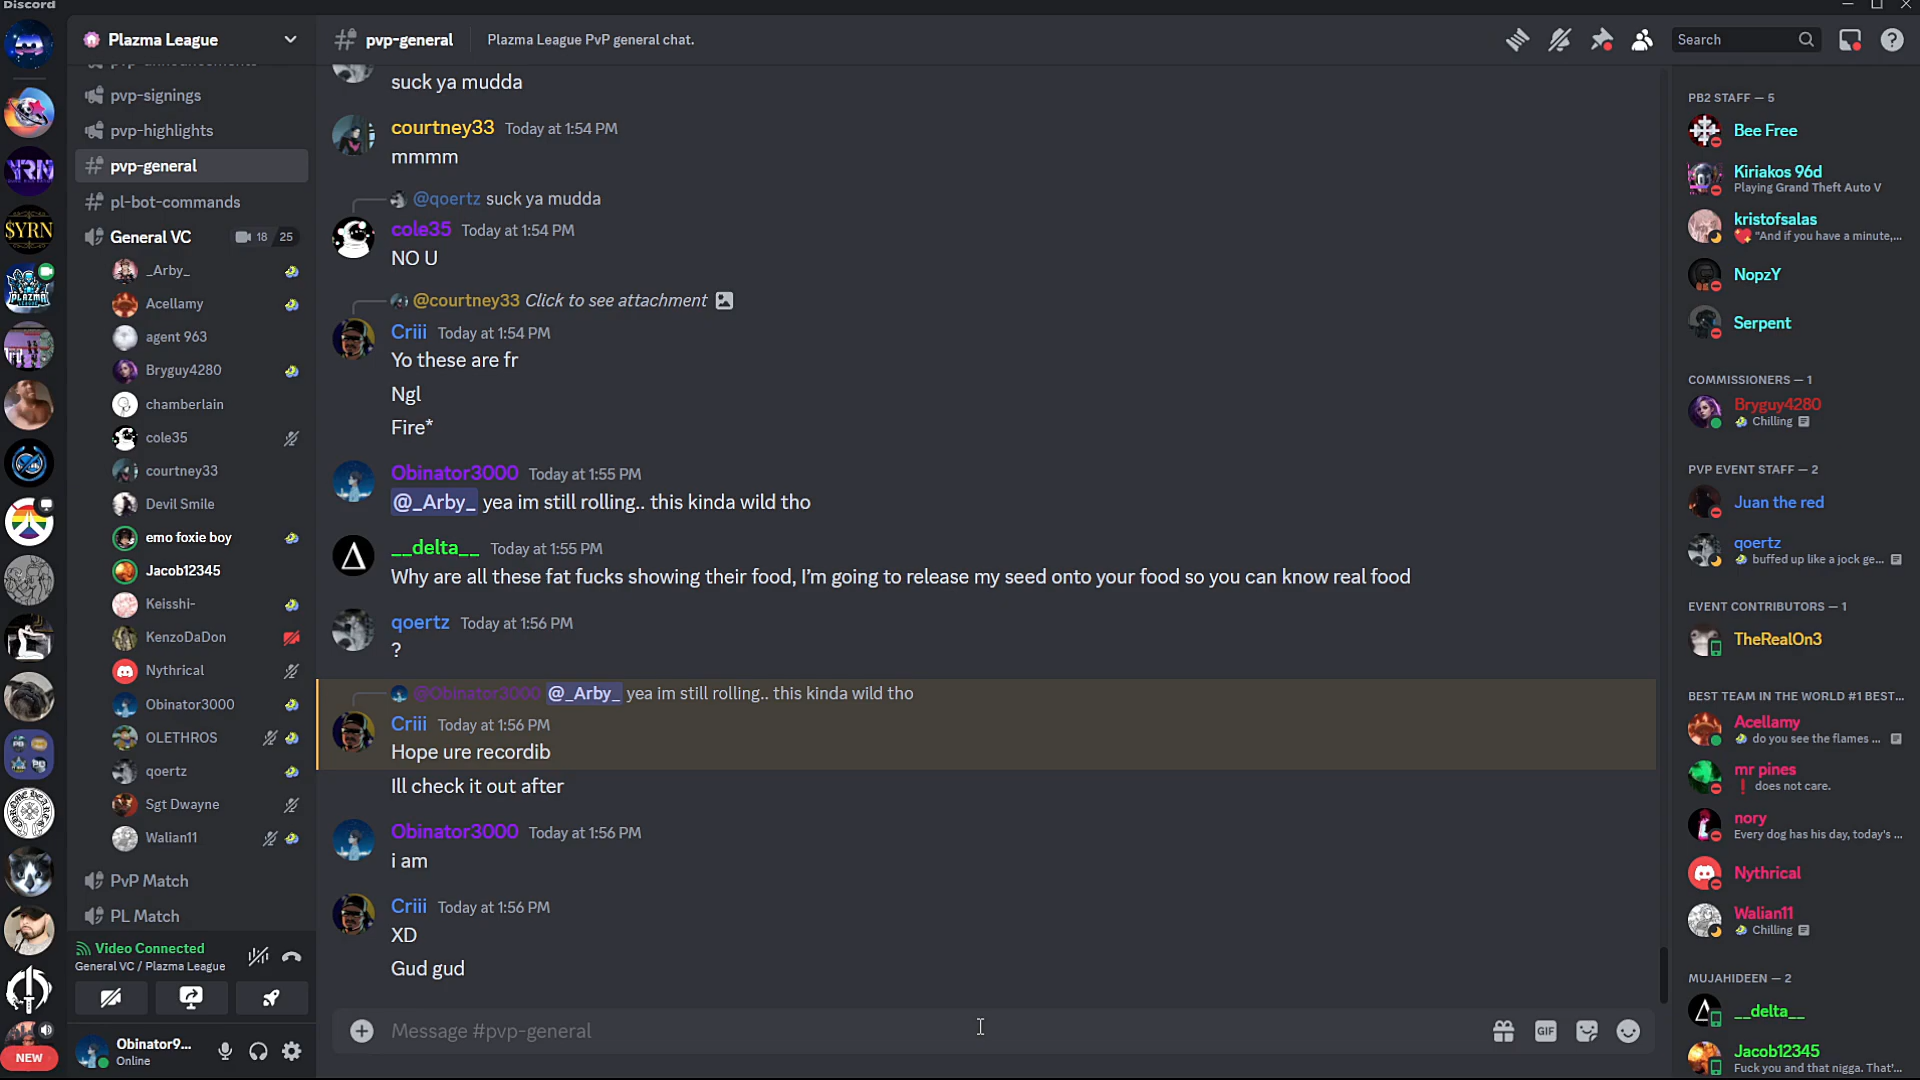 Discord
Plazma League
pvp-announcements
pvp-signings
pvp-highlights
pvp-general
pl-bot-commands
General VC
18 25
_Arby_
Acellamy
agent 963
Bryguy4280
chamberlain
cole35
courtney33
Devil Smile
emo foxie boy
Jacob12345
Keisshi-
KenzoDaDon
Nythrical
Obinator3000
OLETHROS
qoertz
Sgt Dwayne
Walian11
PvP Match
PL Match
Video Connected
General VC / Plazma League
Obinator9...
Online
YRN
$YRN
PLAZMA
NEW
pvp-general
Plazma League PvP general chat.
Search
suck ya mudda
courtney33 Today at 1:54 PM
mmmm
@qoertz suck ya mudda
cole35 Today at 1:54 PM
NO U
@courtney33 Click to see attachment
Criii Today at 1:54 PM
Yo these are fr
Ngl
Fire*
Obinator3000 Today at 1:55 PM
@_Arby_ yea im still rolling.. this kinda wild tho
__delta__ Today at 1:55 PM
Why are all these fat fucks showing their food, I'm going to release my seed onto your food so you can know real food
qoertz Today at 1:56 PM
?
@Obinator3000 @_Arby_ yea im still rolling.. this kinda wild tho
Criii Today at 1:56 PM
Hope ure recordib
Ill check it out after
Obinator3000 Today at 1:56 PM
i am
Criii Today at 1:56 PM
XD
Gud gud
Message #pvp-general
GIF
PB2 STAFF — 5
Bee Free
Kiriakos 96d
Playing Grand Theft Auto V
kristofsalas
"And if you have a minute,...
NopzY
Serpent
COMMISSIONERS — 1
Bryguy4280
Chilling
PVP EVENT STAFF — 2
Juan the red
qoertz
buffed up like a jock ge...
EVENT CONTRIBUTORS — 1
TheRealOn3
BEST TEAM IN THE WORLD #1 BEST...
Acellamy
do you see the flames ...
mr pines
does not care.
nory
Every dog has his day, today's ...
Nythrical
Walian11
Chilling
MUJAHIDEEN — 2
__delta__
Jacob12345
Fuck you and that nigga. That'...